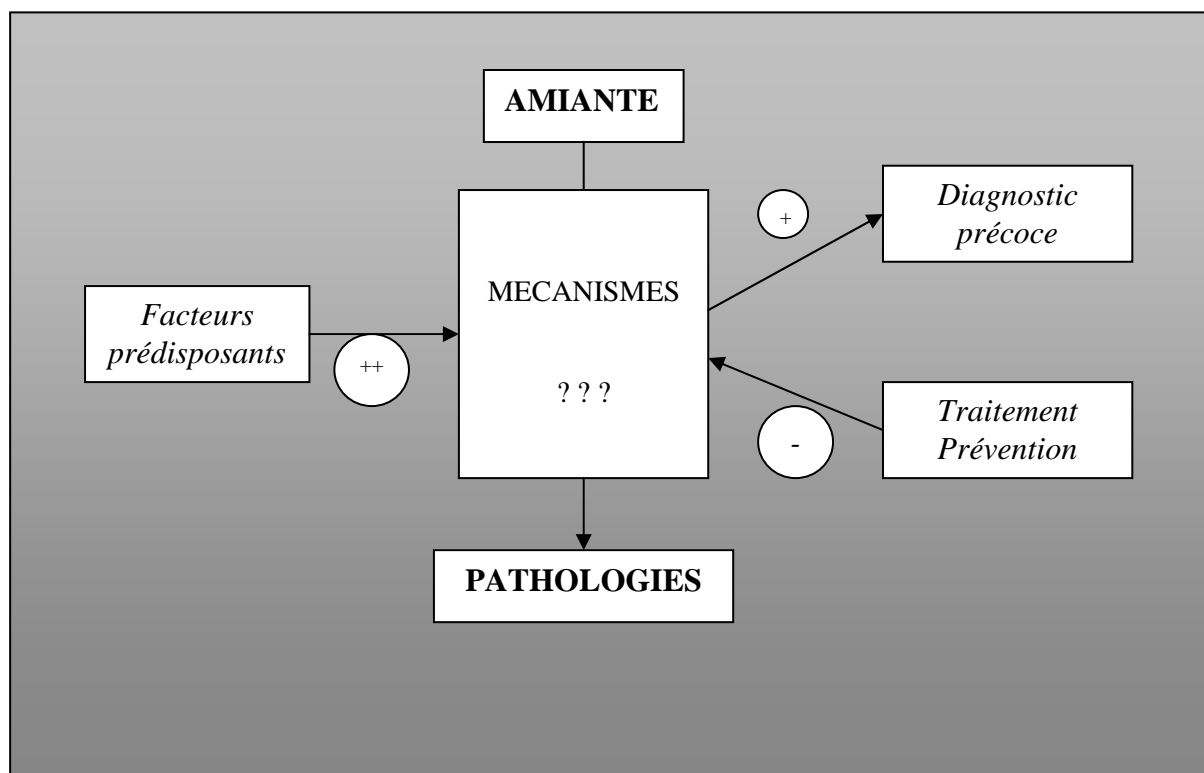 AMIANTE
MECANISMES
? ? ?
Facteurs
prédisposants
++
+
Diagnostic
précoce
-
Traitement
Prévention
PATHOLOGIES